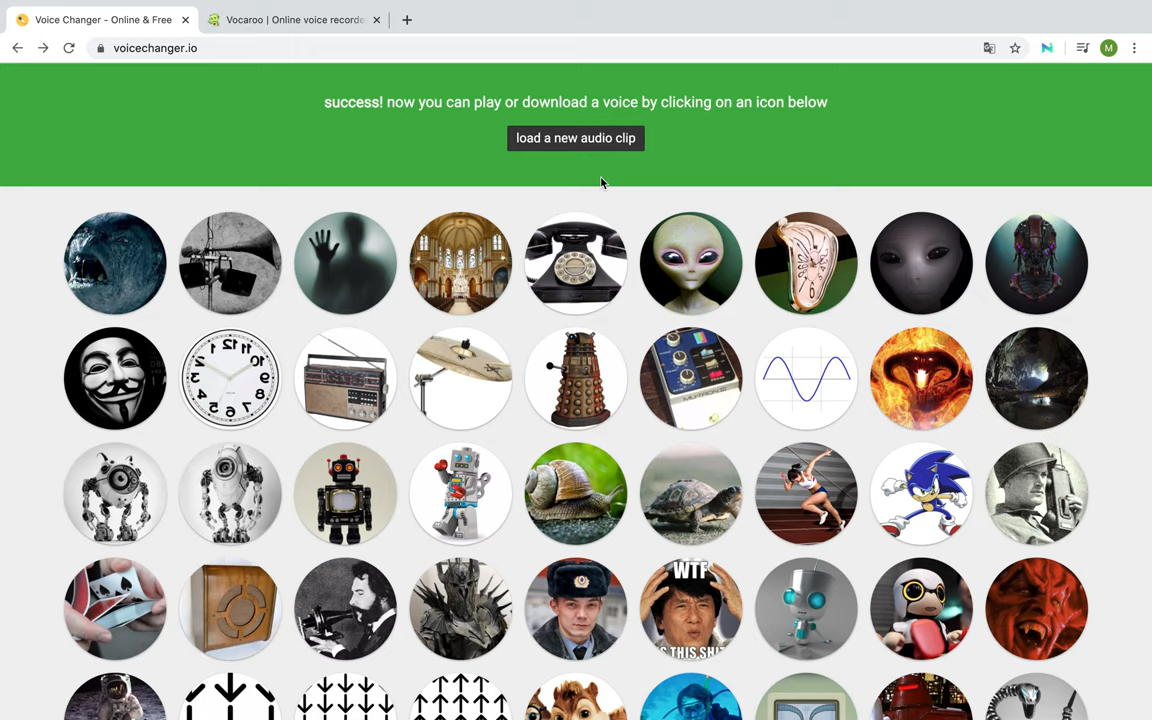 Voice Changer - Online & Free
Vocaroo | Online voice recorde
voicechanger.io
M
success! now you can play or download a voice by clicking on an icon below
load a new audio clip
WTF